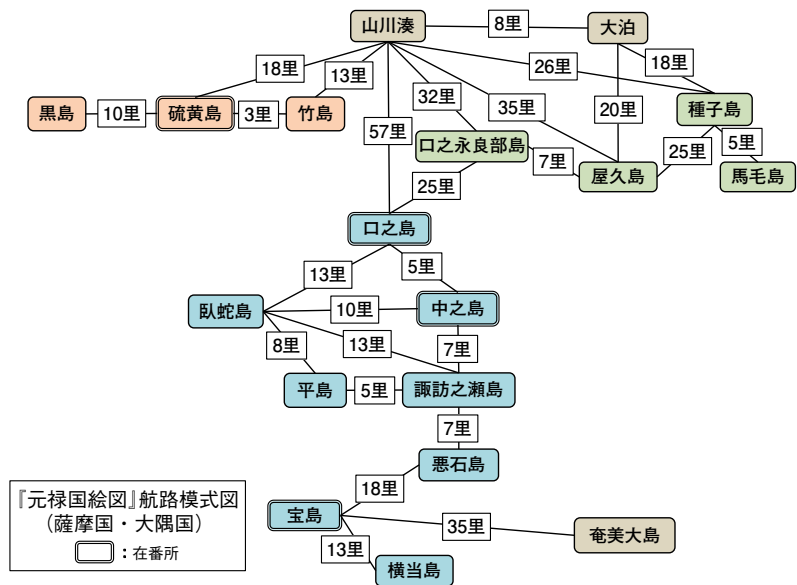 山川湊
8里
大泊
18里
13里
26里
18里
32里
35里
20里
黒島
10里
硫黄島
3里
竹島
57里
口之永良部島
7里
種子島
5里
25里
屋久島
馬毛島
25里
口之島
13里
5里
臥蛇島
10里
中之島
8里
13里
7里
平島
5里
諏訪之瀬島
7里
悪石島
18里
宝島
35里
奄美大島
13里
横当島
『元禄国絵図』航路模式図
（薩摩国・大隅国）
：在番所